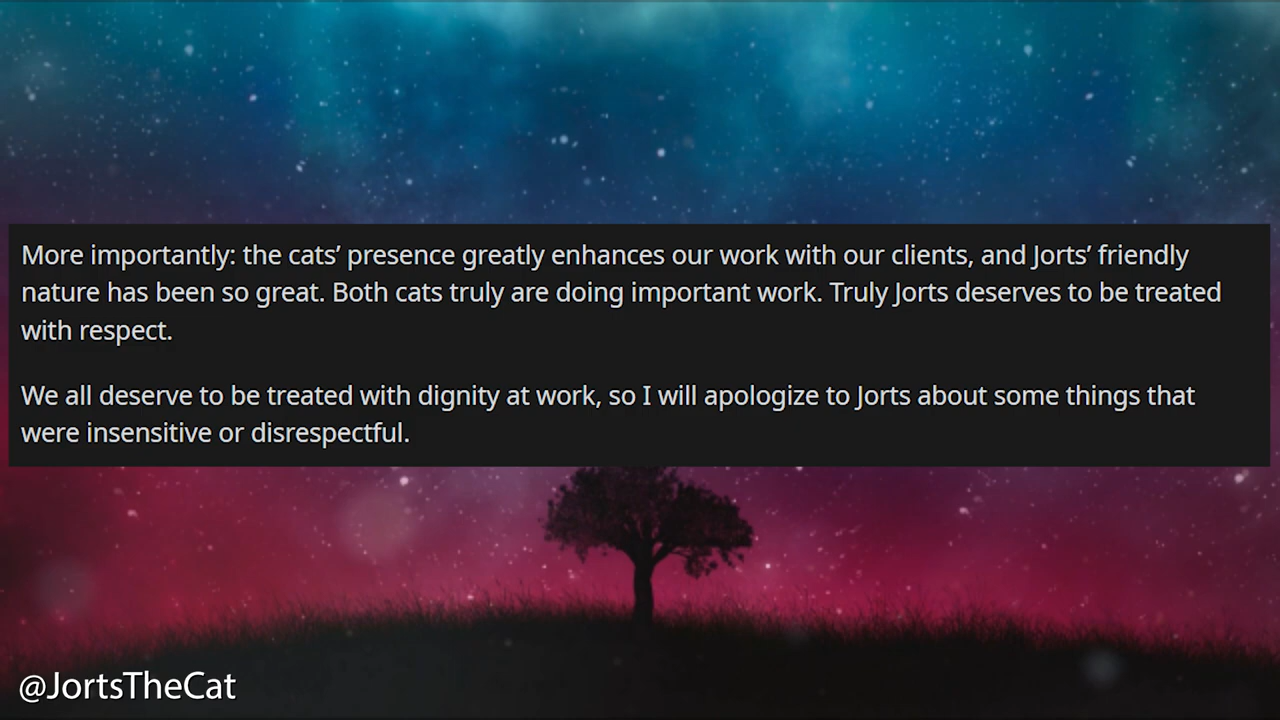 More importantly: the cats’ presence greatly enhances our work with our clients, and Jorts’ friendly
nature has been so great. Both cats truly are doing important work. Truly Jorts deserves to be treated
with respect.
We all deserve to be treated with dignity at work, so I will apologize to Jorts about some things that
were insensitive or disrespectful.
@JortsTheCat